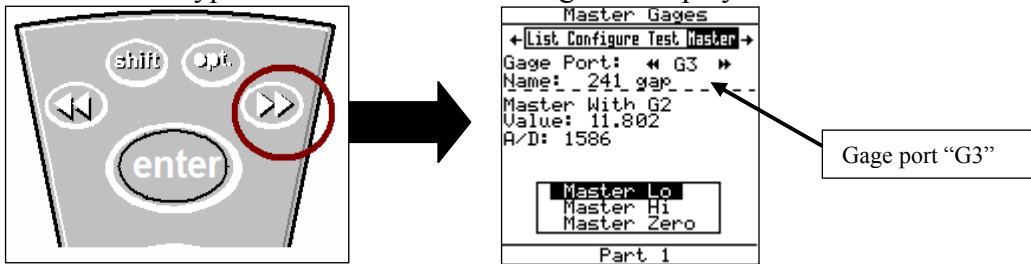 shift opt.
enter
Master Gages
List Configure Test Master
Gage Port: G3
Name: 241 gap
Master With G2
Value: 11.802
A/D: 1586
Master Lo
Master Hi
Master Zero
Part 1
Gage port “G3”